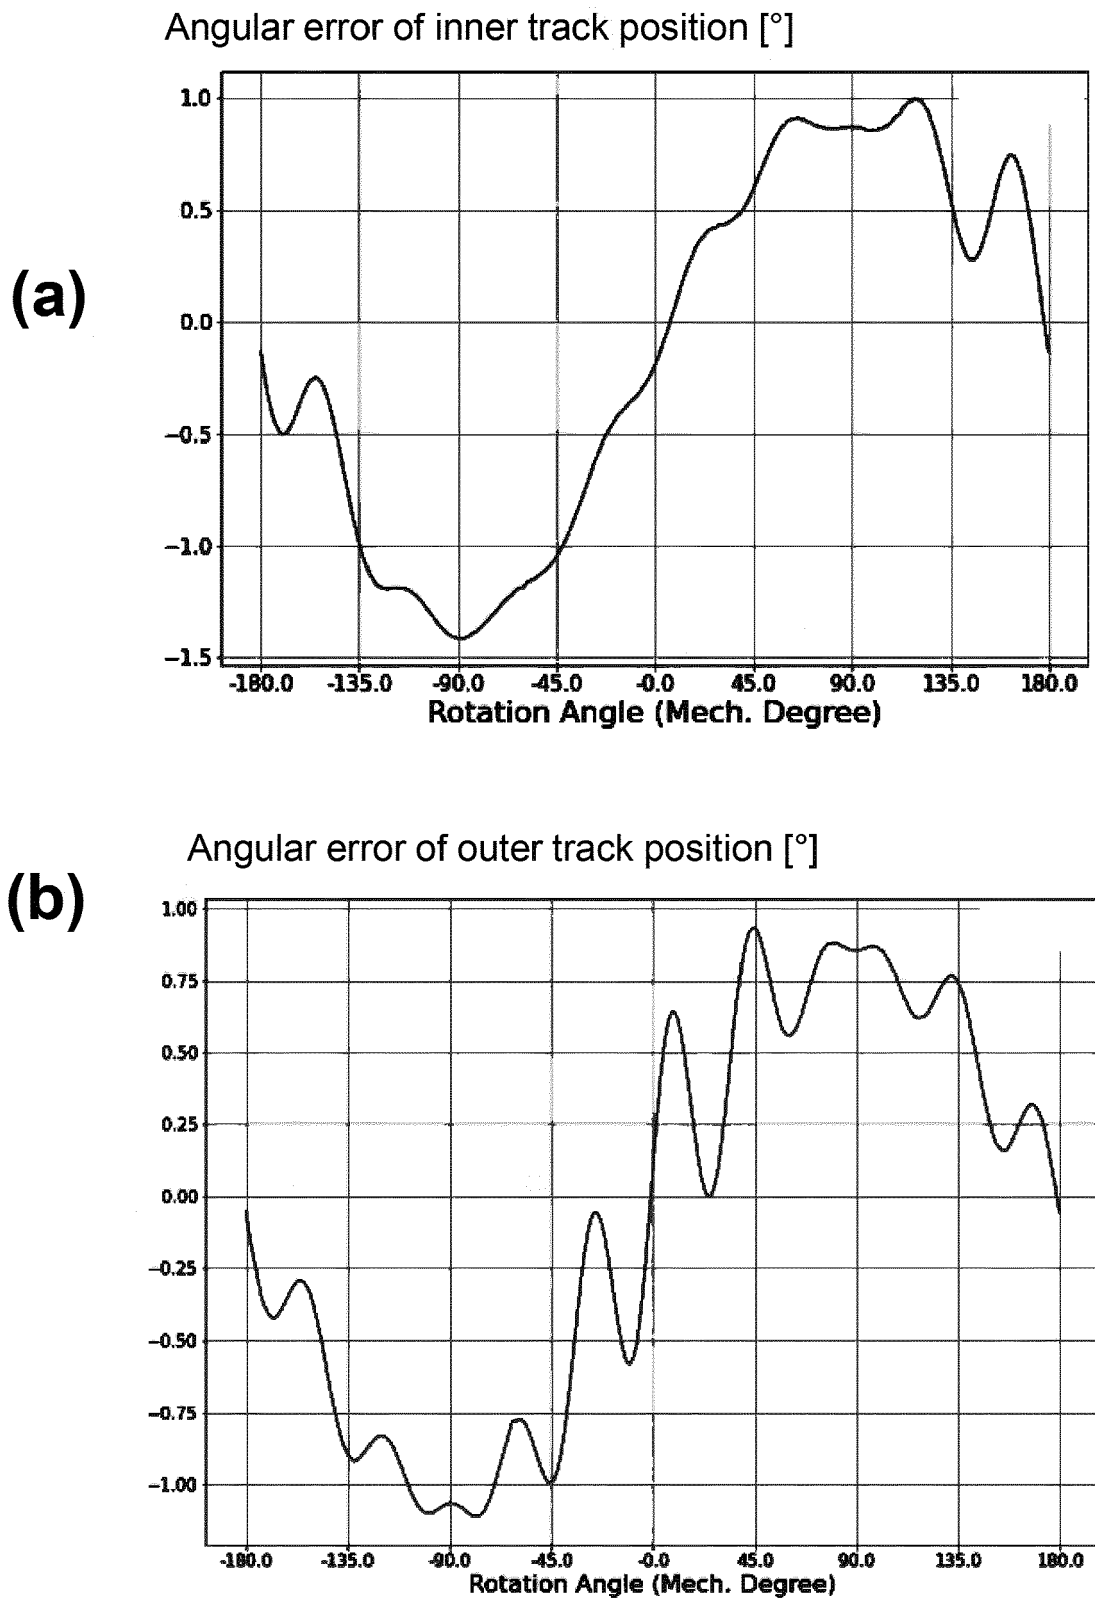 Angular error of inner track position [°]
(a)
1.0
0.5
0.0
−0.5
−1.0
−1.5
-180.0 -135.0 -90.0 -45.0 -0.0 45.0 90.0 135.0 180.0
Rotation Angle (Mech. Degree)
Angular error of outer track position [°]
(b)
1.00
0.75
0.50
0.25
0.00
−0.25
−0.50
−0.75
−1.00
-180.0 -135.0 -90.0 -45.0 -0.0 45.0 90.0 135.0 180.0
Rotation Angle (Mech. Degree)